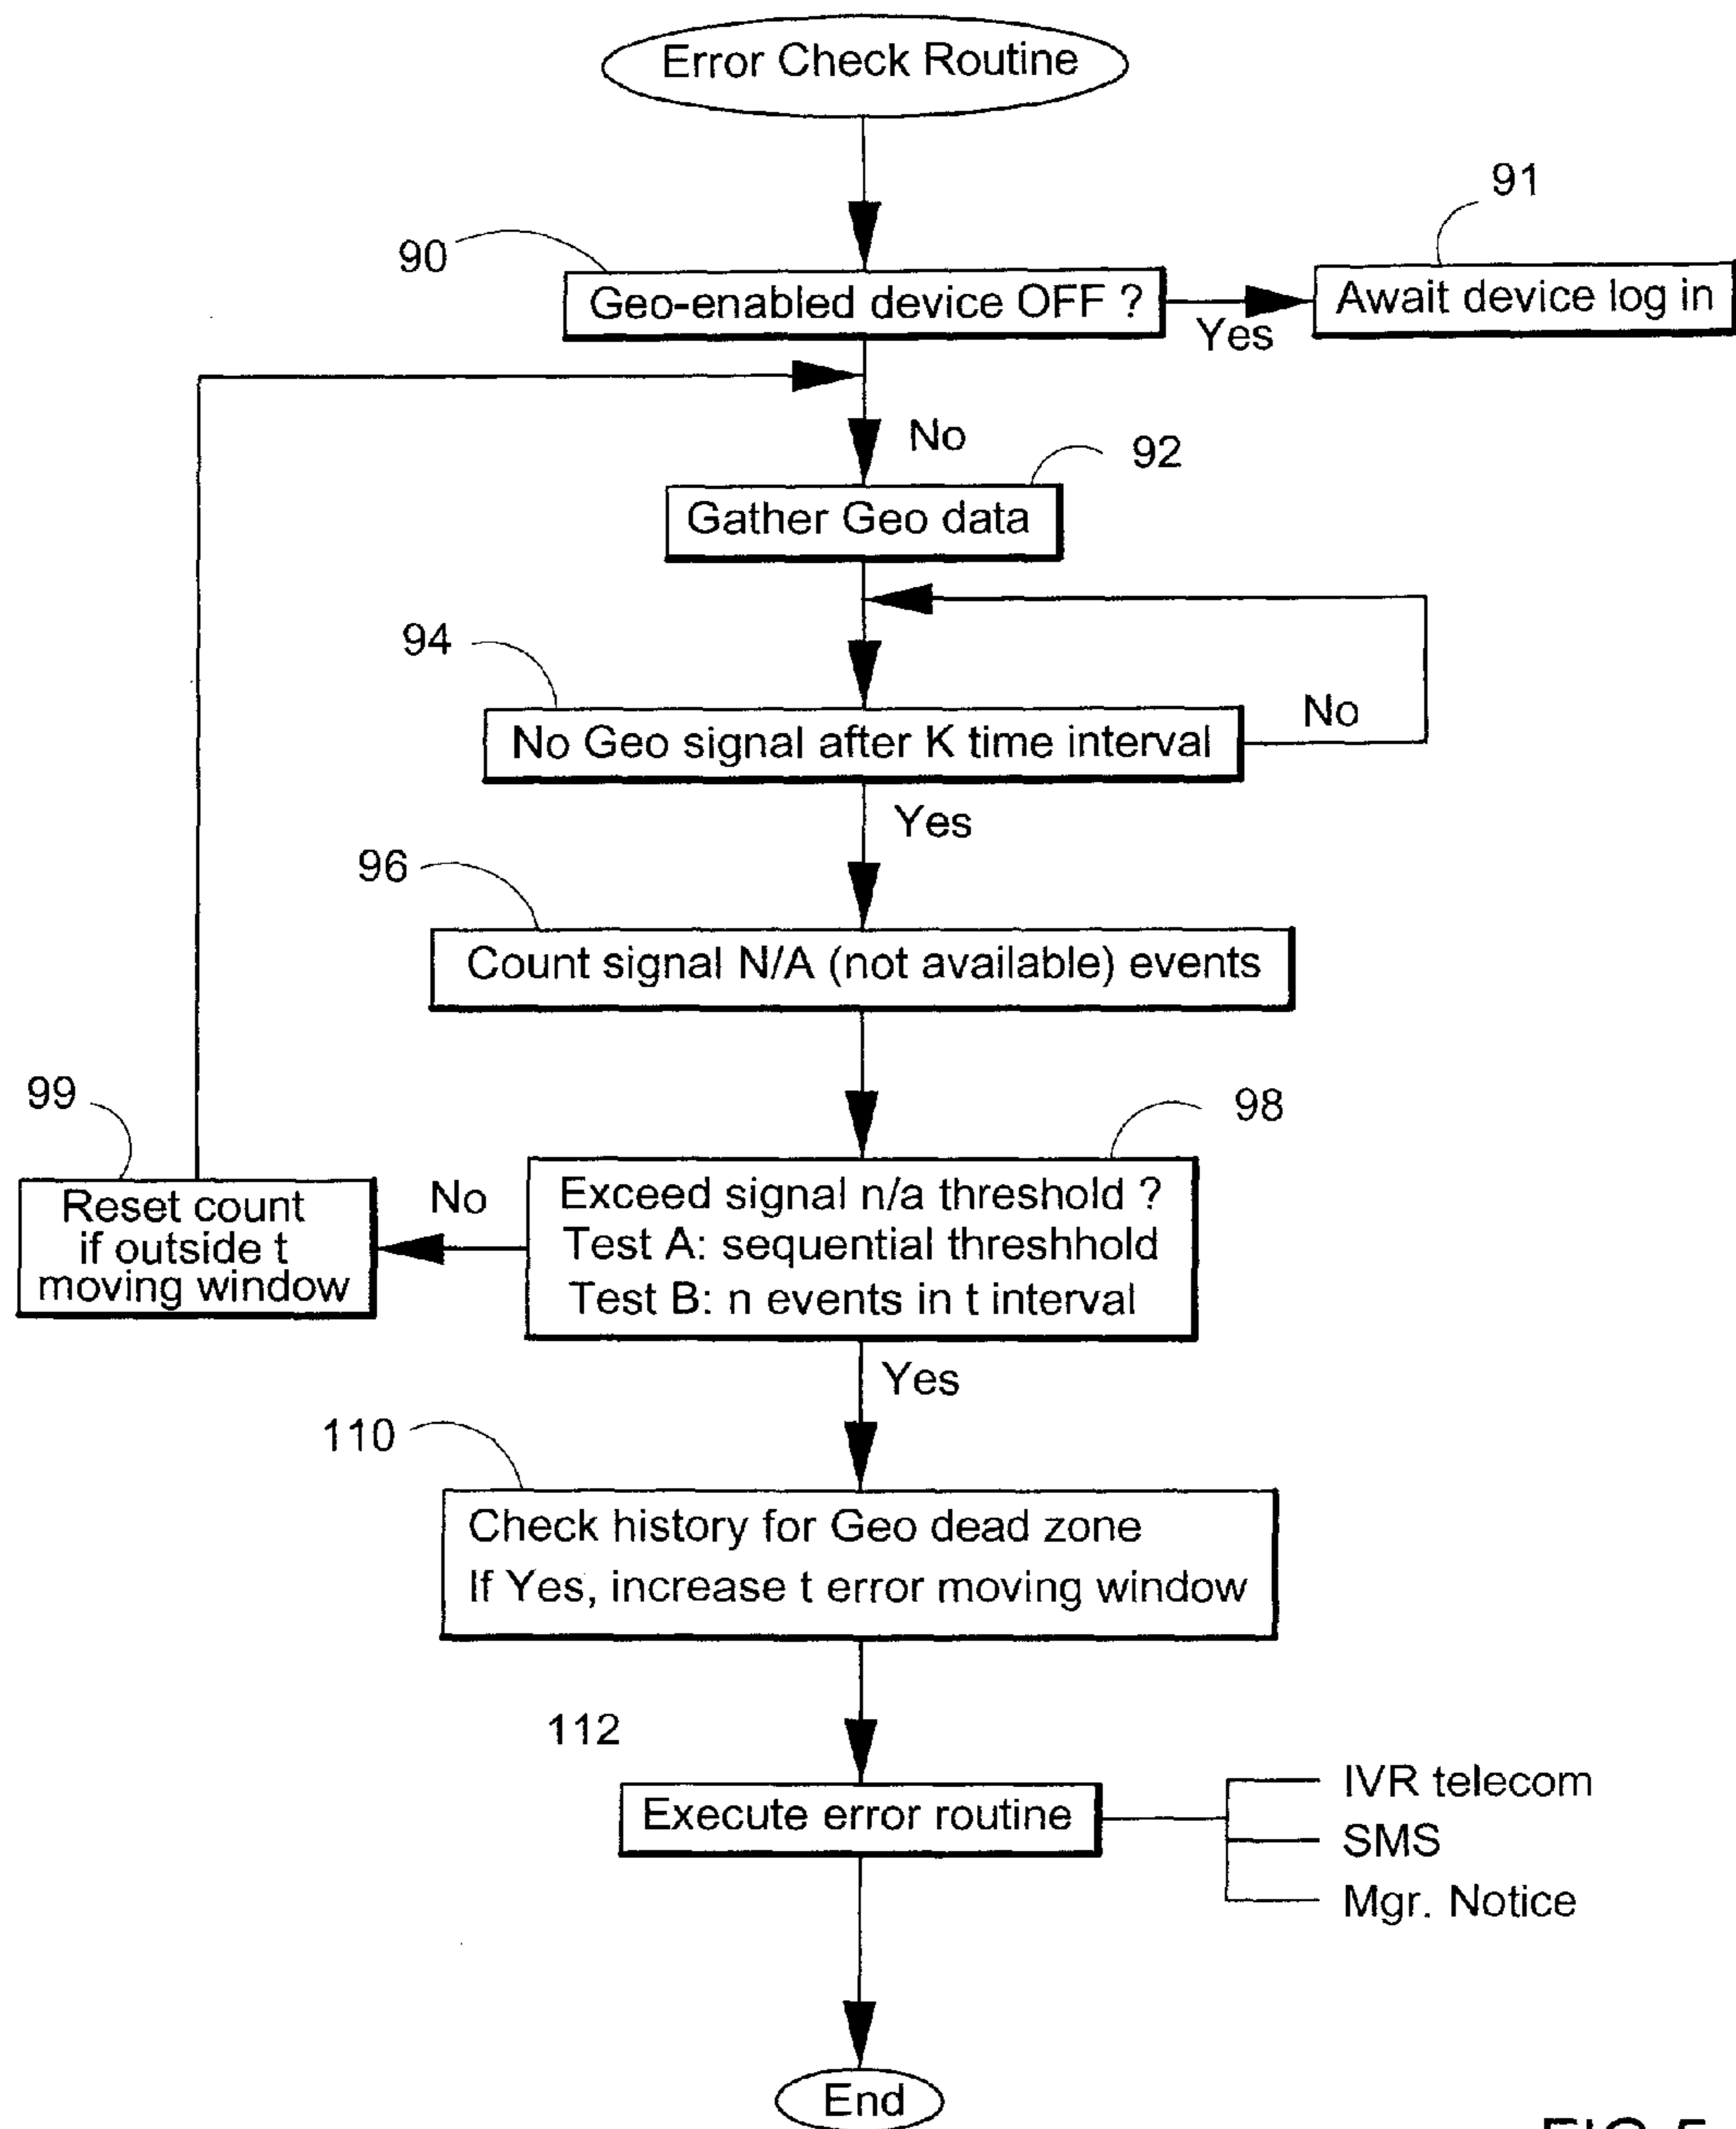 Error Check Routine
91
90
Geo-enabled device OFF ?
Yes
Await device log in
No
92
Gather Geo data
94
No Geo signal after K time interval
No
Yes
96
Count signal N/A (not available) events
99
98
Reset count
if outside t
moving window
No
Exceed signal n/a threshold ?
Test A: sequential threshhold
Test B: n events in t interval
Yes
110
Check history for Geo dead zone
If Yes, increase t error moving window
112
Execute error routine
IVR telecom
SMS
Mgr. Notice
End
FIG.5